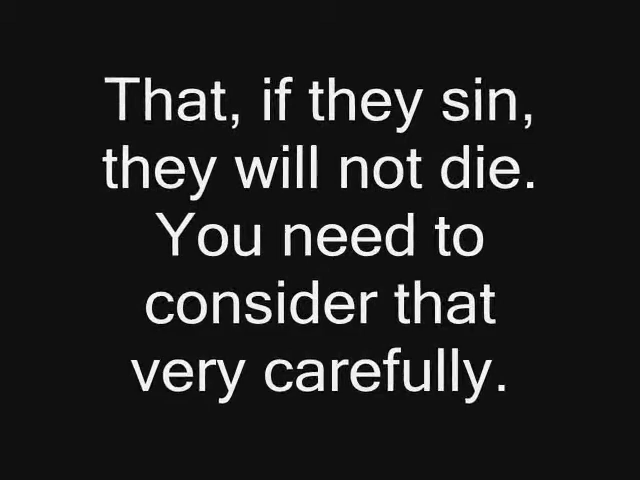 That, if they sin,
they will not die.
You need to
consider that
very carefully.